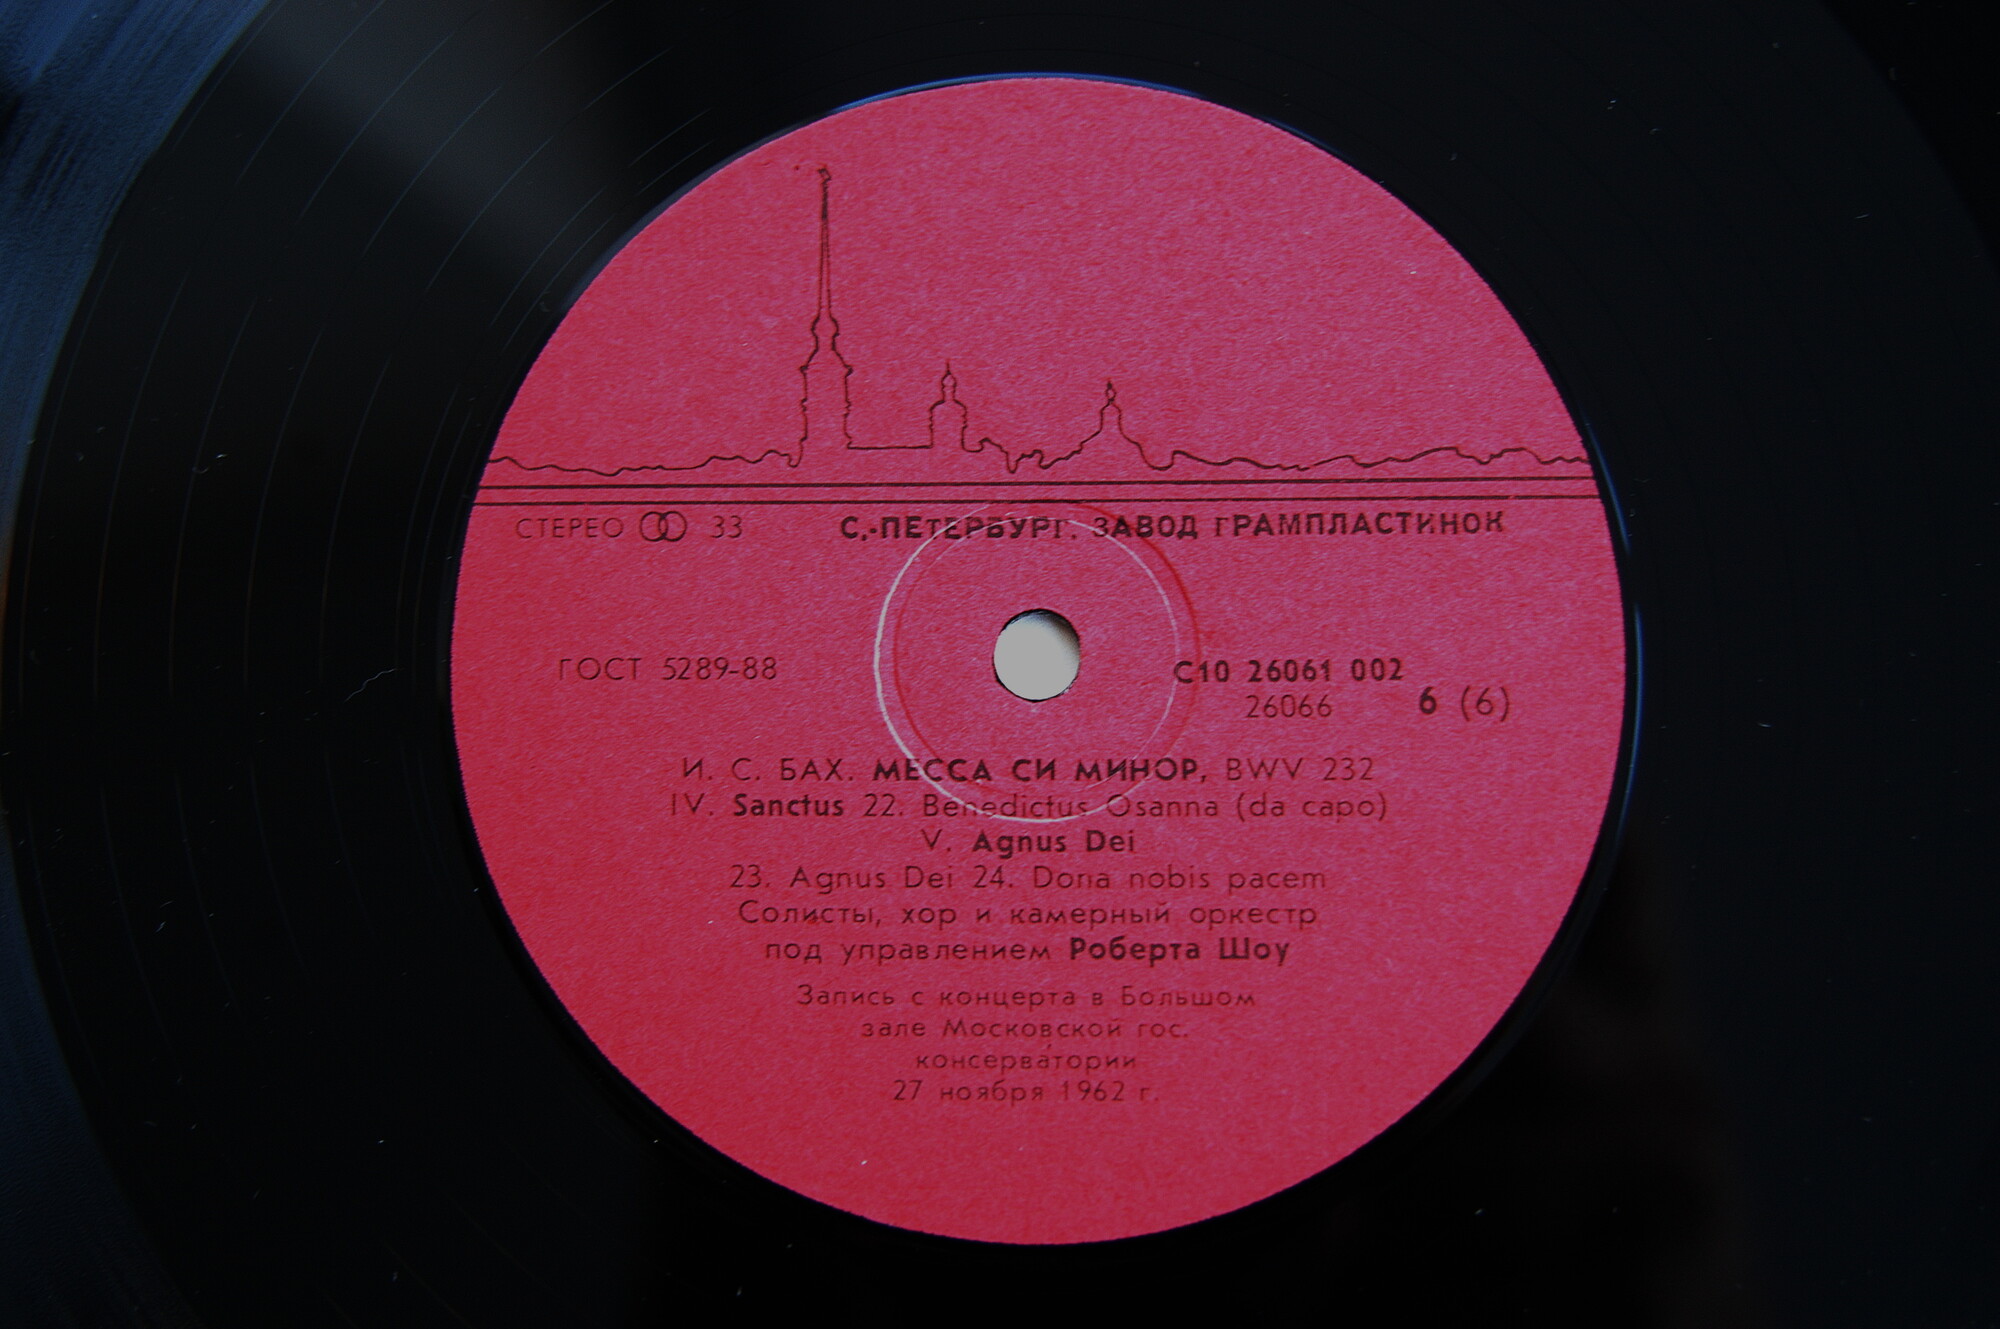 СТЕРЕО 33 С.-ПЕТЕРБУРГ. ЗАВОД ГРАМПЛАСТИНОК
ГОСТ 5289-88
С10 26061 002
26066 6 (6)
И. С. БАХ. МЕССА СИ МИНОР, BWV 232
IV. Sanctus 22. Benedictus Osanna (da capo)
V. Agnus Dei
23. Agnus Dei 24. Dona nobis pacem
Солисты, хор и камерный оркестр
под управлением Роберта Шоу
Запись с концерта в Большом
зале Московской гос.
консерватории
27 ноября 1962 г.